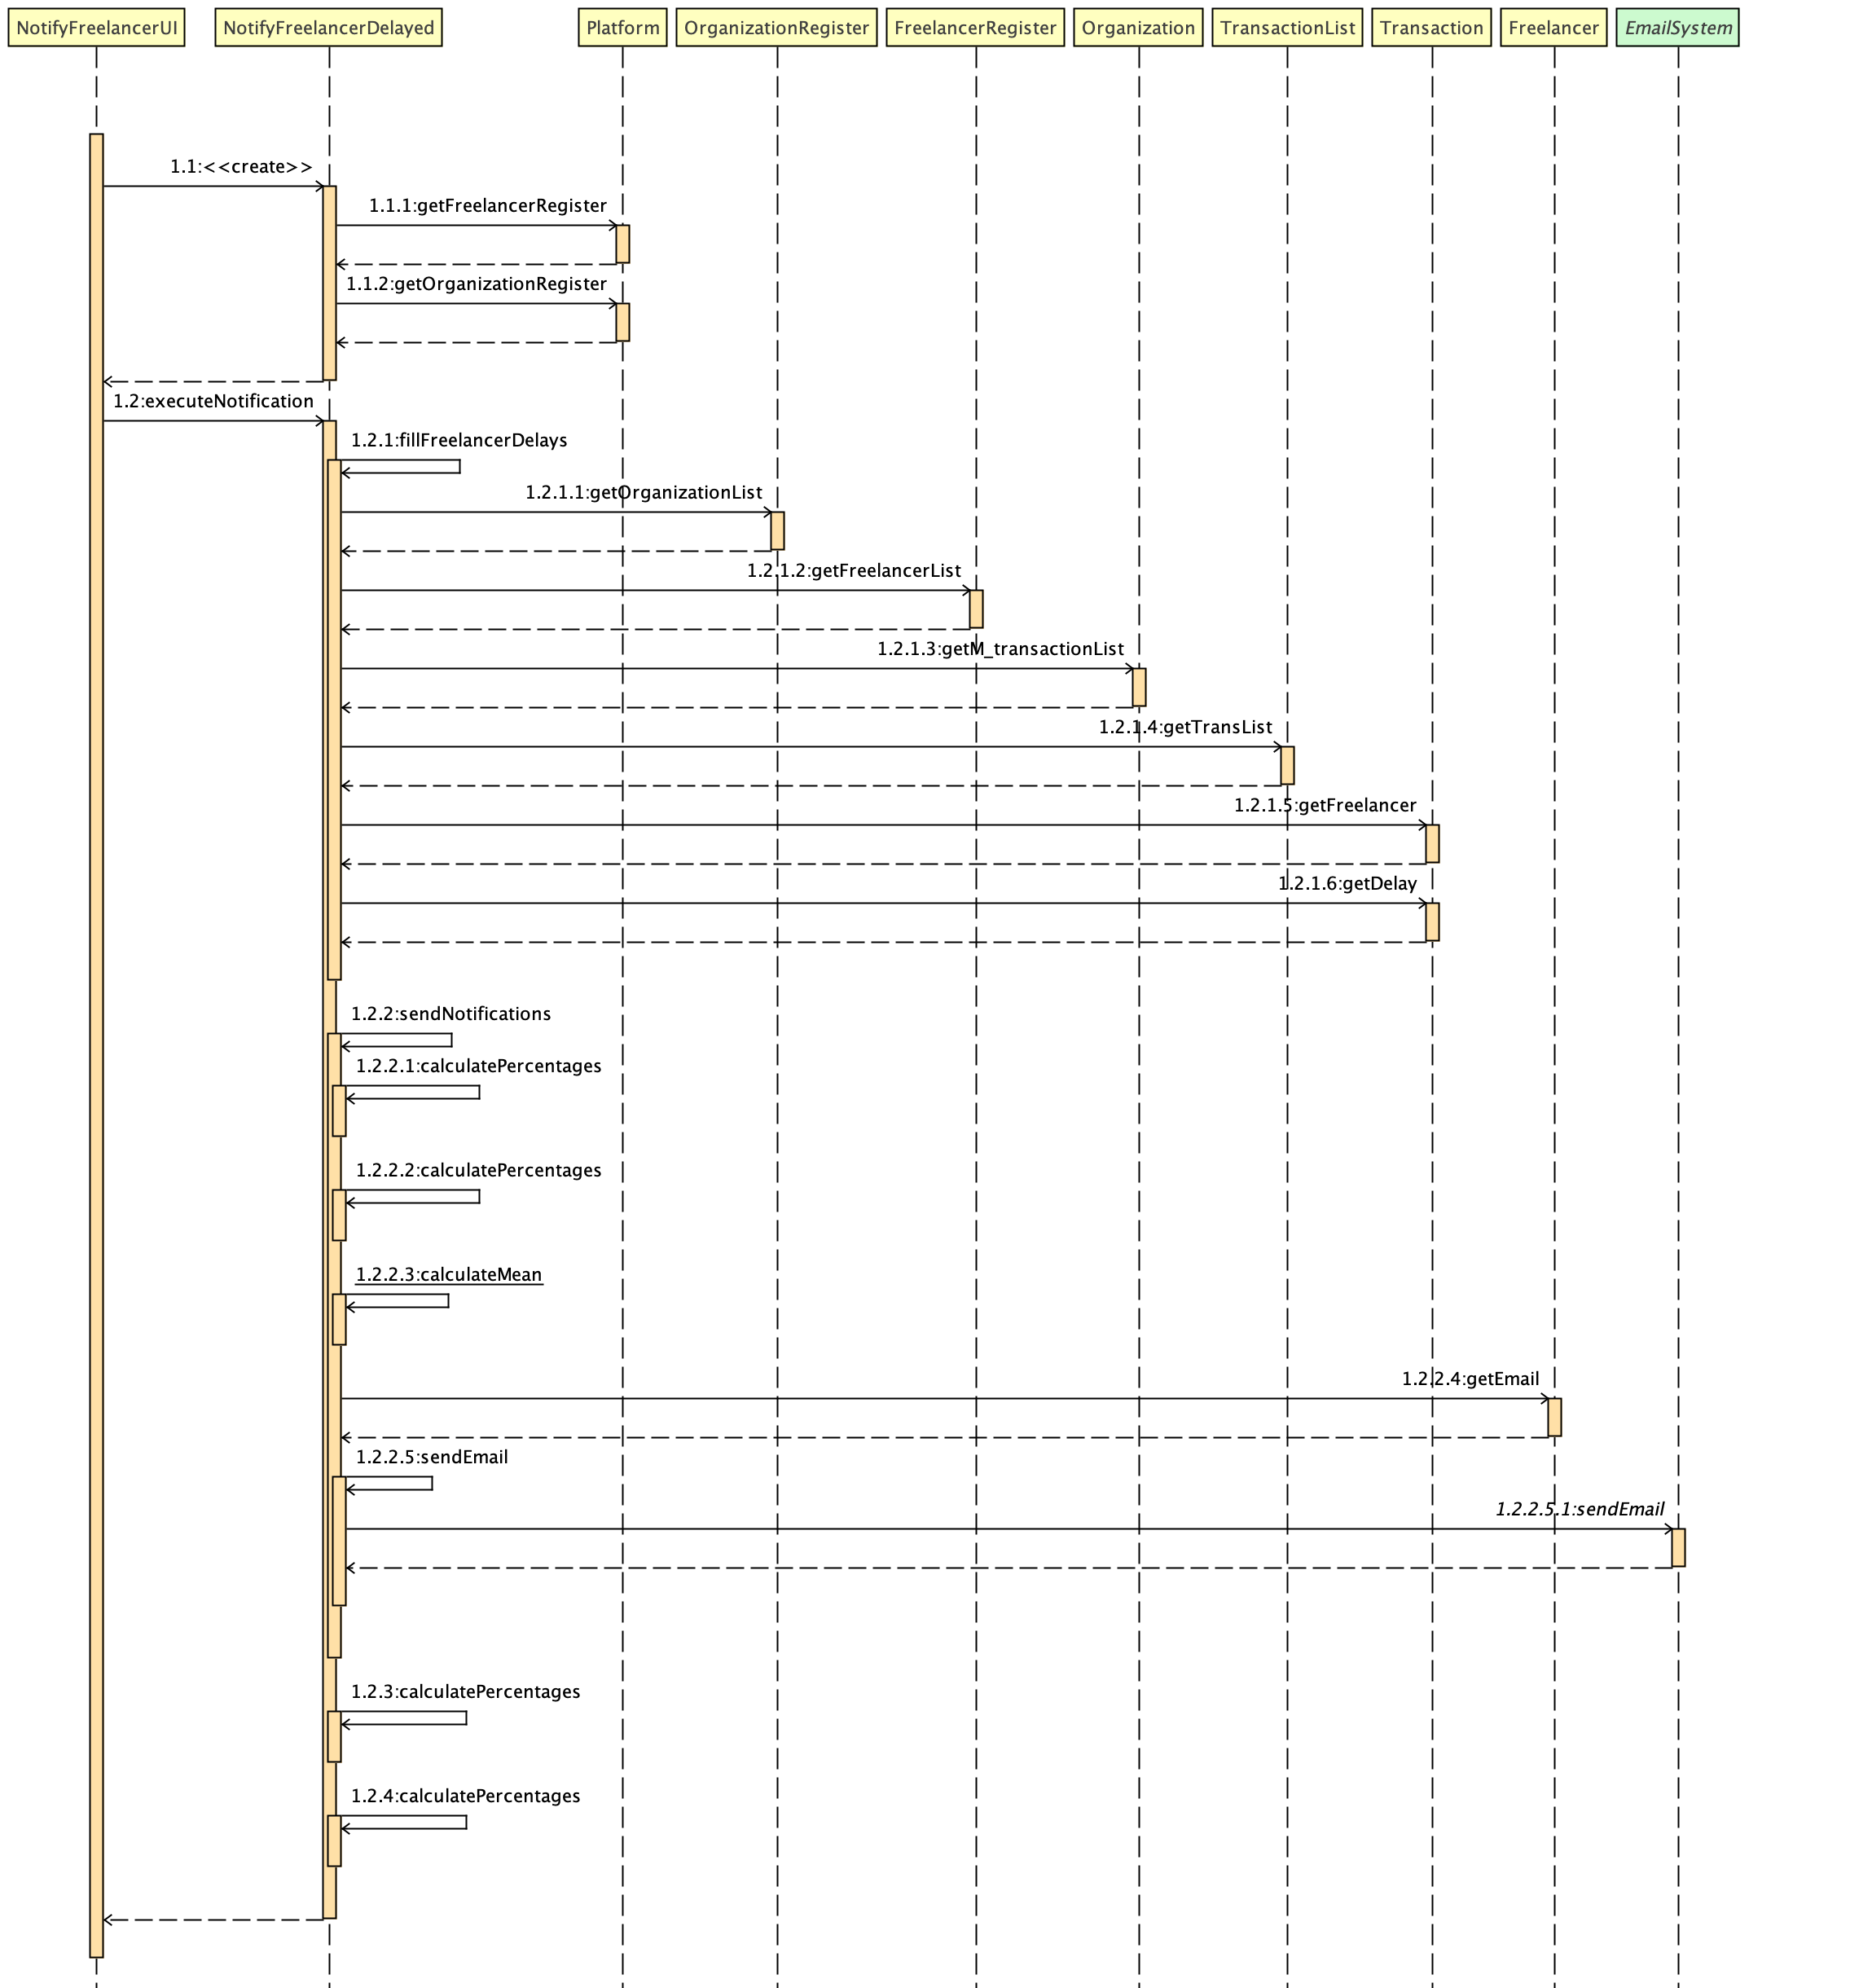 NotifyFreelancerUI
NotifyFreelancerDelayed
Platform
OrganizationRegister
FreelancerRegister
Organization
TransactionList
Transaction
Freelancer
EmailSystem
1.1:<<create>>
1.1.1:getFreelancerRegister
1.1.2:getOrganizationRegister
1.2:executeNotification
1.2.1:fillFreelancerDelays
1.2.1.1:getOrganizationList
1.2.1.2:getFreelancerList
1.2.1.3:getM_transactionList
1.2.1.4:getTransList
1.2.1.5:getFreelancer
1.2.1.6:getDelay
1.2.2:sendNotifications
1.2.2.1:calculatePercentages
1.2.2.2:calculatePercentages
1.2.2.3:calculateMean
1.2.2.4:getEmail
1.2.2.5:sendEmail
1.2.2.5.1:sendEmail
1.2.3:calculatePercentages
1.2.4:calculatePercentages